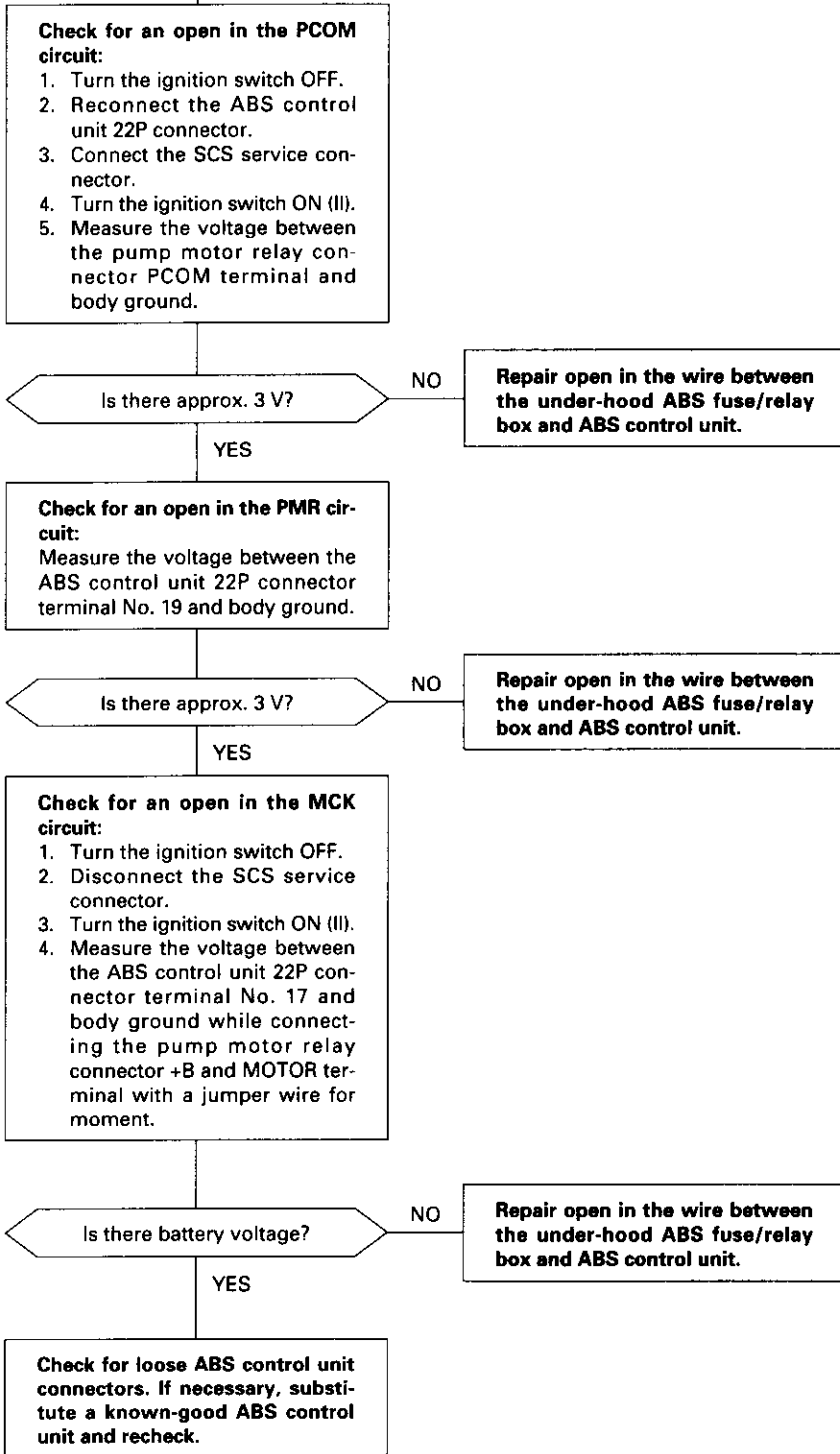 Check for an open in the PCOM
circuit:
1. Turn the ignition switch OFF.
2. Reconnect the ABS control
unit 22P connector.
3. Connect the SCS service con-
nector.
4. Turn the ignition switch ON (II).
5. Measure the voltage between
the pump motor relay con-
nector PCOM terminal and
body ground.
Is there approx. 3 V?
NO
Repair open in the wire between
the under-hood ABS fuse/relay
box and ABS control unit.
YES
Check for an open in the PMR cir-
cuit:
Measure the voltage between the
ABS control unit 22P connector
terminal No. 19 and body ground.
Is there approx. 3 V?
NO
Repair open in the wire between
the under-hood ABS fuse/relay
box and ABS control unit.
YES
Check for an open in the MCK
circuit:
1. Turn the ignition switch OFF.
2. Disconnect the SCS service
connector.
3. Turn the ignition switch ON (II).
4. Measure the voltage between
the ABS control unit 22P con-
nector terminal No. 17 and
body ground while connect-
ing the pump motor relay
connector +B and MOTOR ter-
minal with a jumper wire for
moment.
Is there battery voltage?
NO
Repair open in the wire between
the under-hood ABS fuse/relay
box and ABS control unit.
YES
Check for loose ABS control unit
connectors. If necessary, substi-
tute a known-good ABS control
unit and recheck.